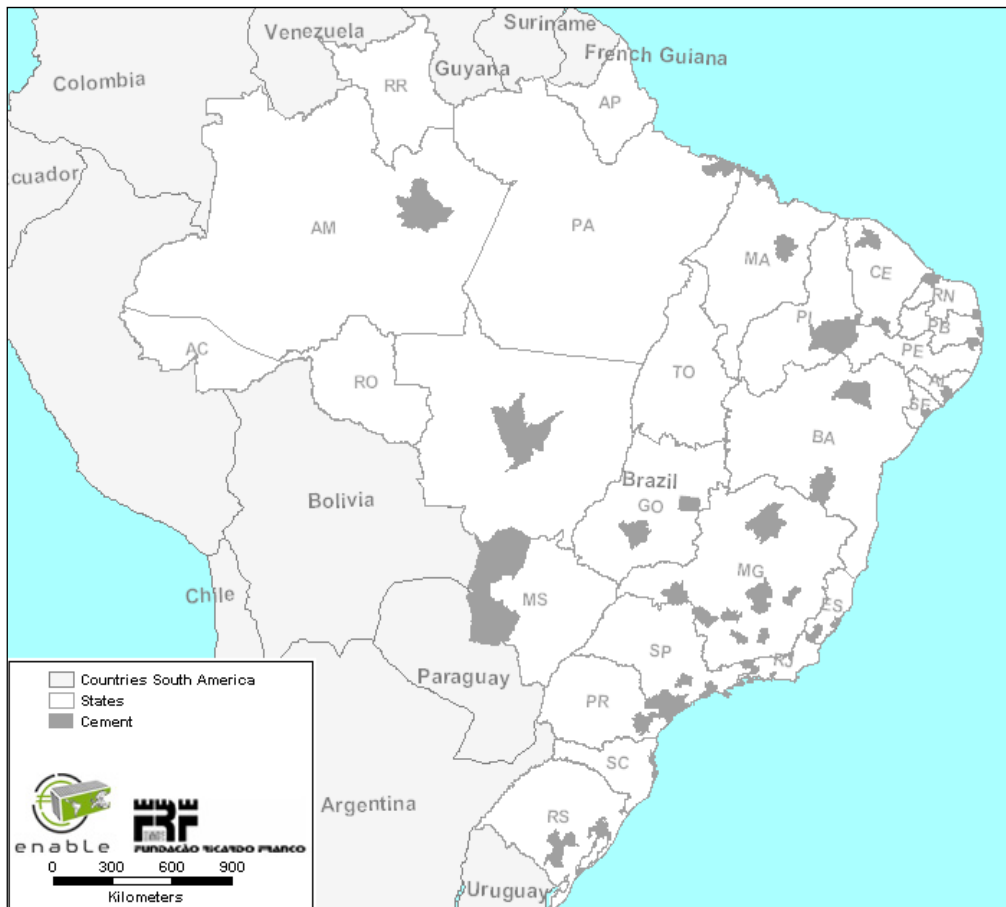 Suriname
Venezuela
French Guiana
Guyana
Colombia
RR
AP
cuador
AM
PA
MA
CE
RN
PI
PB
PE
AC
RO
TO
AL
SE
BA
Brazil
GO
Bolivia
MG
MS
ES
Chile
SP
RJ
Paraguay
PR
SC
Argentina
RS
Uruguay
Countries South America
States
Cement
enable
FRF
FUNDAÇÃO RICARDO FRANCO
0 300 600 900
Kilometers